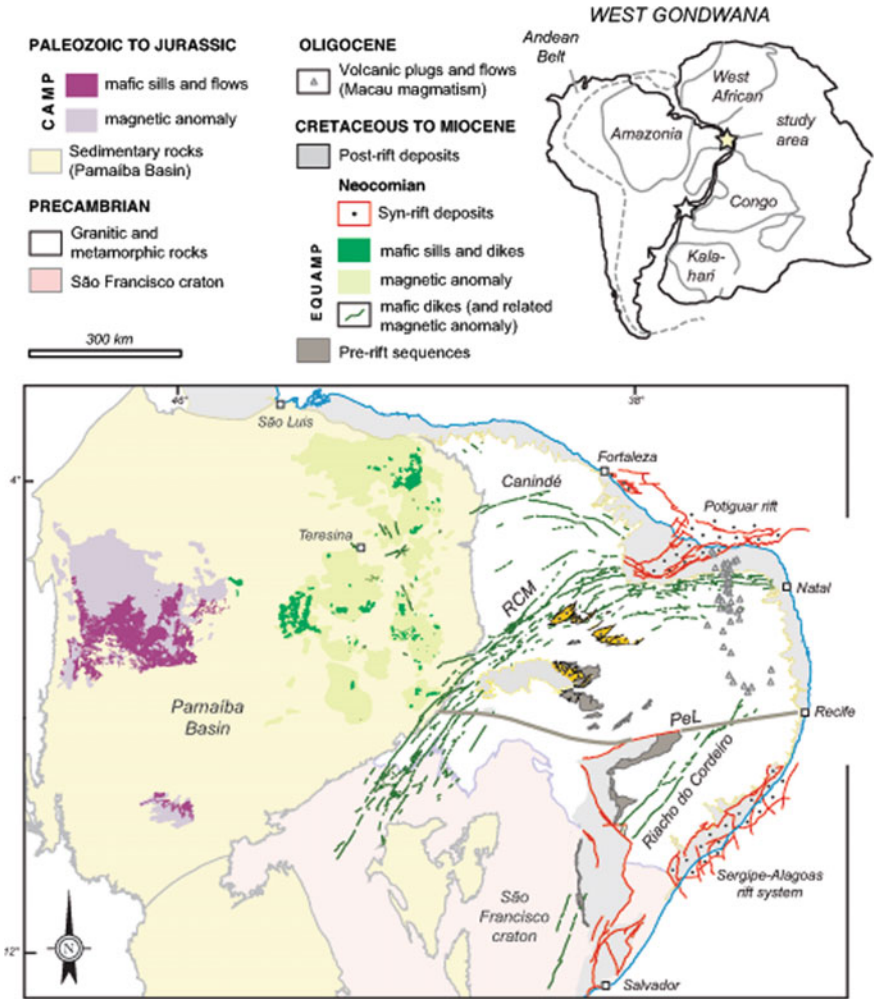 WEST GONDWANA
PALEOZOIC TO JURASSIC
CAMP
mafic sills and flows
magnetic anomaly
Sedimentary rocks
(Parnaíba Basin)
PRECAMBRIAN
Granitic and
metamorphic rocks
São Francisco craton
300 km
OLIGOCENE
Volcanic plugs and flows
(Macau magmatism)
CRETACEOUS TO MIOCENE
Post-rift deposits
Neocomian
Syn-rift deposits
EQUAMP
mafic sills and dikes
magnetic anomaly
mafic dikes (and related
magnetic anomaly)
Pre-rift sequences
Andean
Belt
West
African
Amazonia
study
area
Congo
Kala-
hari
46°
38°
São Luis
Fortaleza
4°
Canindé
Potiguar rift
Teresina
Natal
RCM
Parnaíba
Basin
PeL
Recife
Riacho do Cordeiro
Sergipe-Alagoas
rift system
São
Francisco
craton
12°
N
Salvador